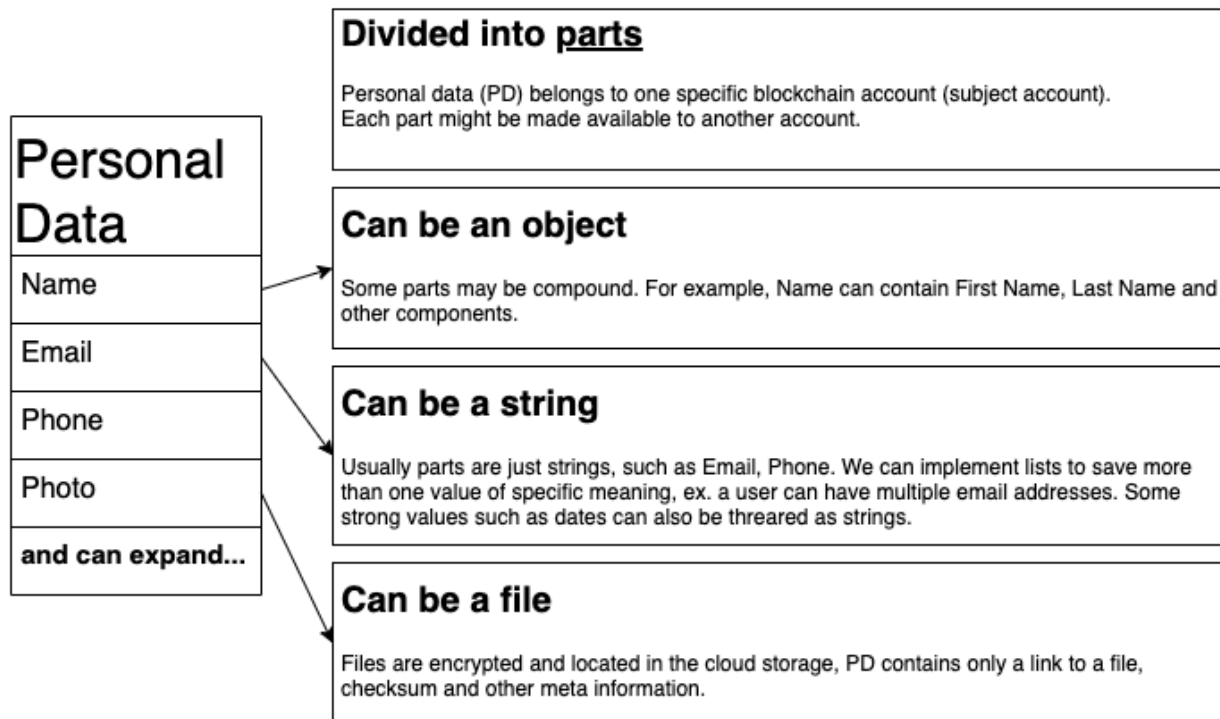 Personal
Data
Name
Email
Phone
Photo
and can expand...
Divided into parts
Personal data (PD) belongs to one specific blockchain account (subject account).
Each part might be made available to another account.
Can be an object
Some parts may be compound. For example, Name can contain First Name, Last Name and
other components.
Can be a string
Usually parts are just strings, such as Email, Phone. We can implement lists to save more
than one value of specific meaning, ex. a user can have multiple email addresses. Some
strong values such as dates can also be threared as strings.
Can be a file
Files are encrypted and located in the cloud storage, PD contains only a link to a file,
checksum and other meta information.